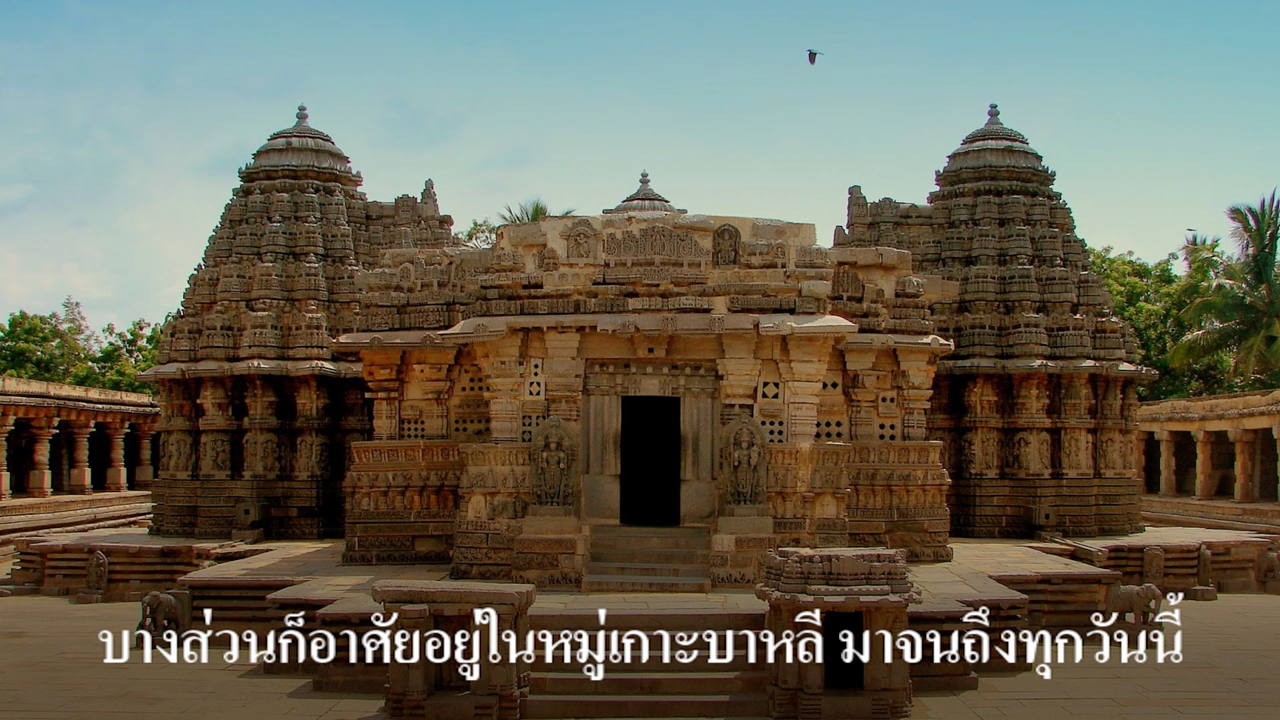 บางส่วนก็อาศัยอยู่ในหมู่เกาะบาหลี มาจนถึงทุกวันนี้